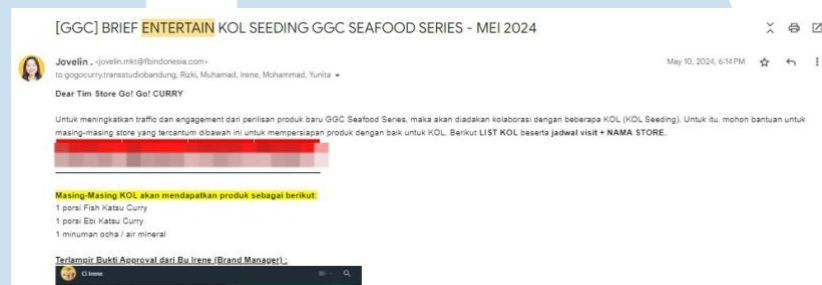 [GGC] BRIEF ENTERTAIN KOL SEEDING GGC SEAFOOD SERIES - MEI 2024
Jovelin . <jovelin.mkt@fbindonesia.com>
May 10, 2024, 6:14 PM
to gogocurry.transstudiobandung, Rizki, Muhamad, Irene, Mohammad, Yunita
Dear Tim Store Go! Go! CURRY
Untuk meningkatkan traffic dan engagement dari perilisan produk baru GGC Seafood Series, maka akan diadakan kolaborasi dengan beberapa KOL (KOL Seeding). Untuk itu, mohon bantuan untuk
masing-masing store yang tercantum dibawah ini untuk mempersiapan produk dengan baik untuk KOL. Berikut LIST KOL beserta jadwal visit + NAMA STORE.
Masing-Masing KOL akan mendapatkan produk sebagai berikut:
1 porsi Fish Katsu Curry
1 porsi Ebi Katsu Curry
1 minuman ocha / air mineral
Terlampir Bukti Approval dari Bu Irene (Brand Manager) :
Ci Irene